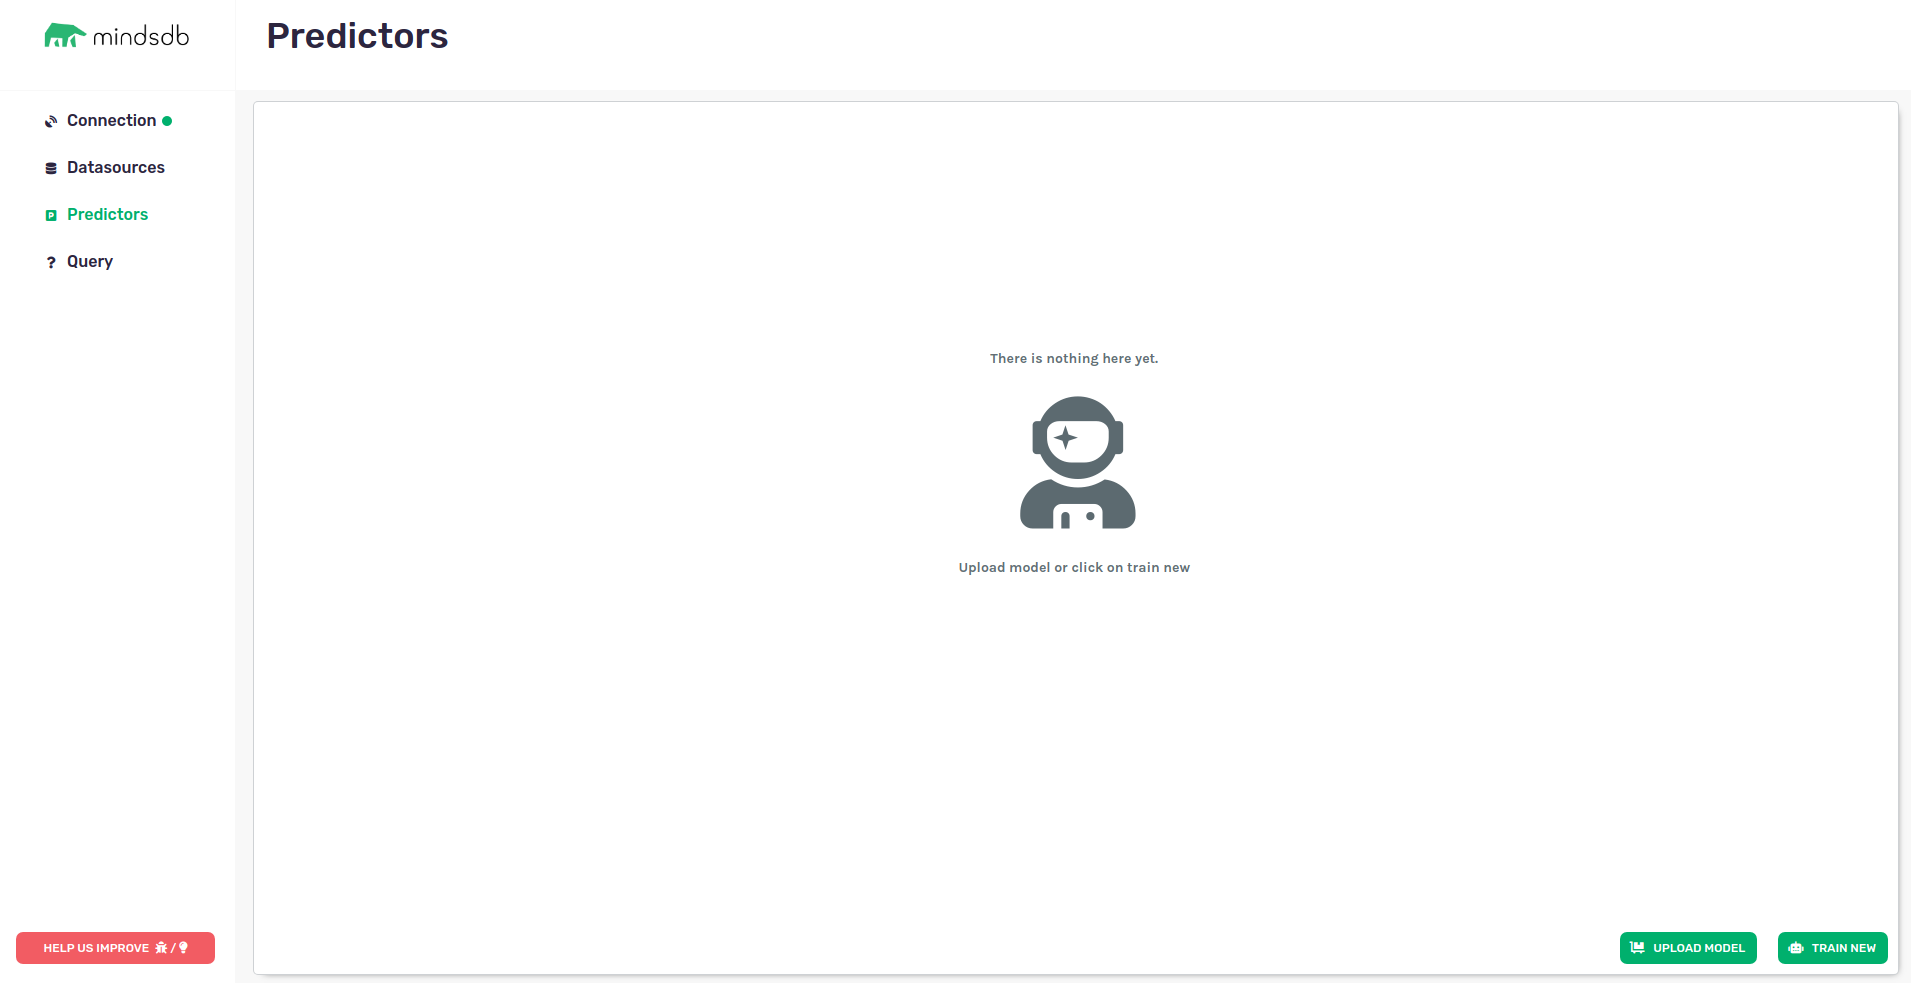 mindsdb
Predictors
Connection
Datasources
Predictors
Query
There is nothing here yet.
Upload model or click on train new
HELP US IMPROVE /
UPLOAD MODEL
TRAIN NEW